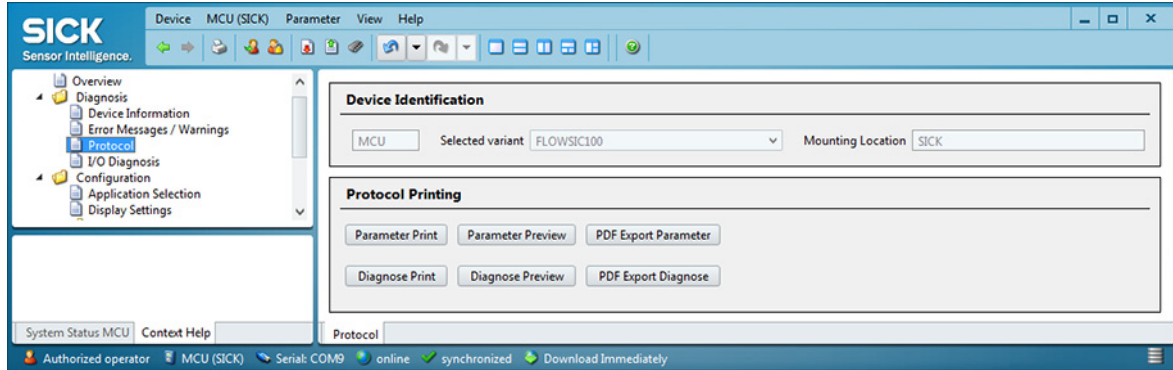 SICK
Sensor Intelligence.
Device MCU (SICK) Parameter View Help
Overview
Diagnosis
Device Information
Error Messages / Warnings
Protocol
I/O Diagnosis
Configuration
Application Selection
Display Settings
System Status MCU Context Help
Device Identification
MCU Selected variant FLOWSIC100 Mounting Location SICK
Protocol Printing
Parameter Print Parameter Preview PDF Export Parameter
Diagnose Print Diagnose Preview PDF Export Diagnose
Protocol
Authorized operator MCU (SICK) Serial: COM9 online synchronized Download Immediately